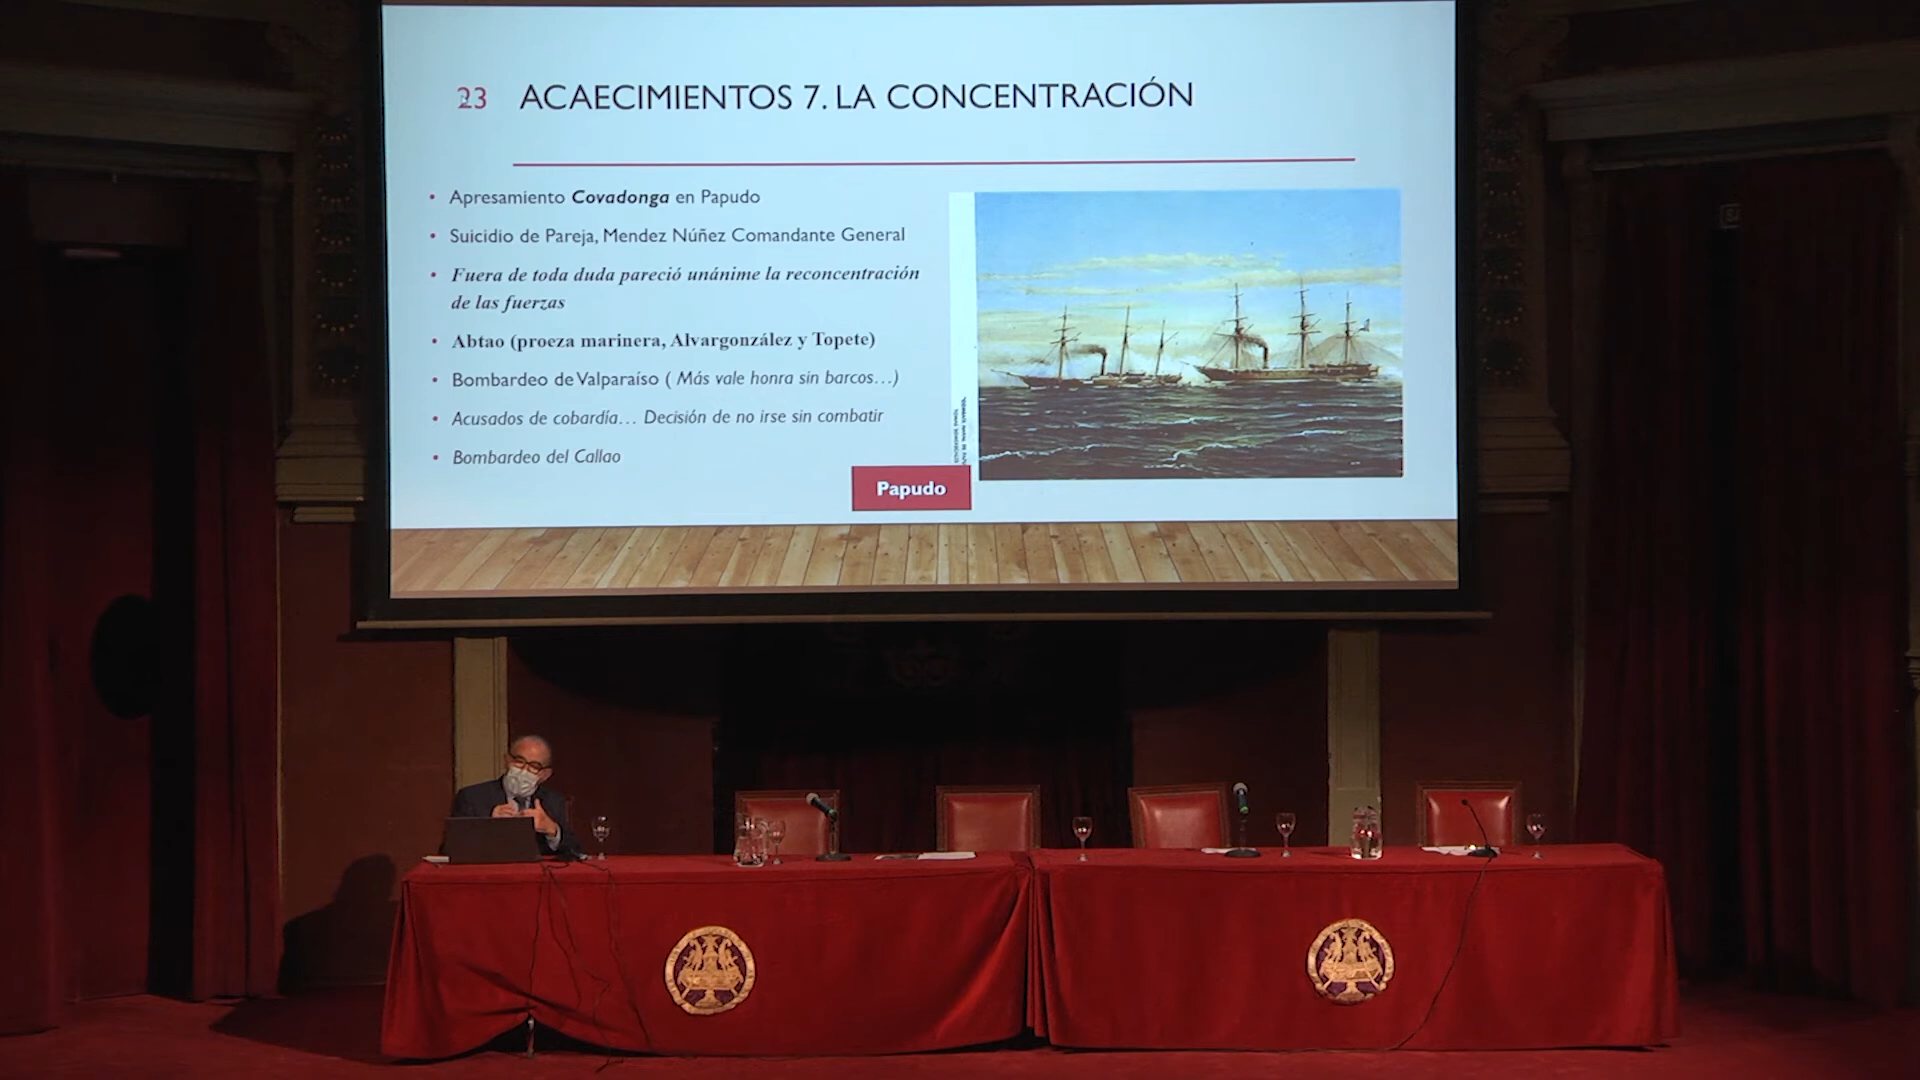 23 ACAECIMIENTOS 7. LA CONCENTRACIÓN
• Apresamiento Covadonga en Papudo
• Suicidio de Pareja, Mendez Núñez Comandante General
• Fuera de toda duda pareció unánime la reconcentración
de las fuerzas
• Abtao (proeza marinera, Alvargonzález y Topete)
• Bombardeo de Valparaíso ( Más vale honra sin barcos…)
• Acusados de cobardía… Decisión de no irse sin combatir
• Bombardeo del Callao
Papudo